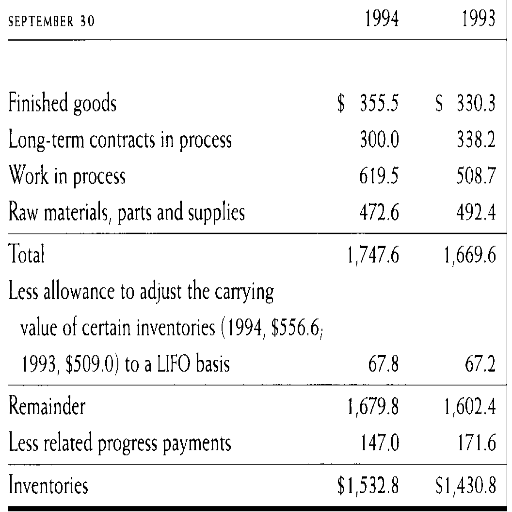 SEPTEMBER 30 1994 1993
Finished goods $ 355.5 $ 330.3
Long-term contracts in process 300.0 338.2
Work in process 619.5 508.7
Raw materials, parts and supplies 472.6 492.4
Total 1,747.6 1,669.6
Less allowance to adjust the carrying
value of certain inventories (1994, $556.6;
1993, $509.0) to a LIFO basis 67.8 67.2
Remainder 1,679.8 1,602.4
Less related progress payments 147.0 171.6
Inventories $1,532.8 $1,430.8